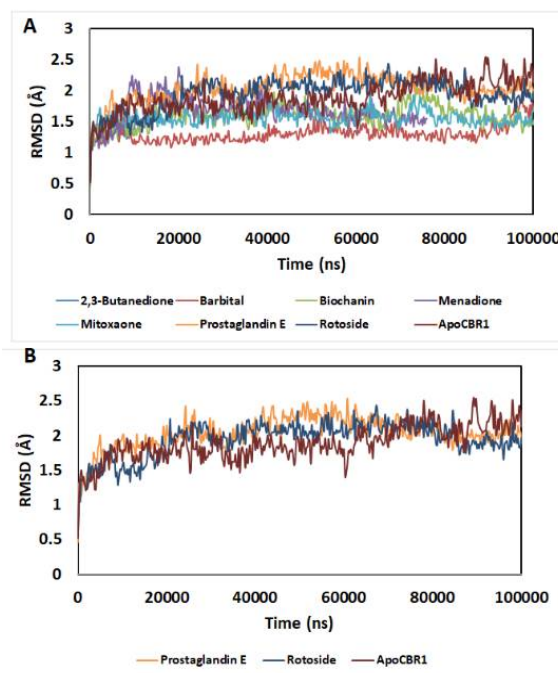 A
RMSD (Å)
3
2.5
2
1.5
1
0.5
0
0 20000 40000 60000 80000 100000
Time (ns)
2,3-Butanedione Barbital Biochanin Menadione
Mitoxaone Prostaglandin E Rotoside ApoCBR1
B
RMSD (Å)
3
2.5
2
1.5
1
0.5
0
0 20000 40000 60000 80000 100000
Time (ns)
Prostaglandin E Rotoside ApoCBR1